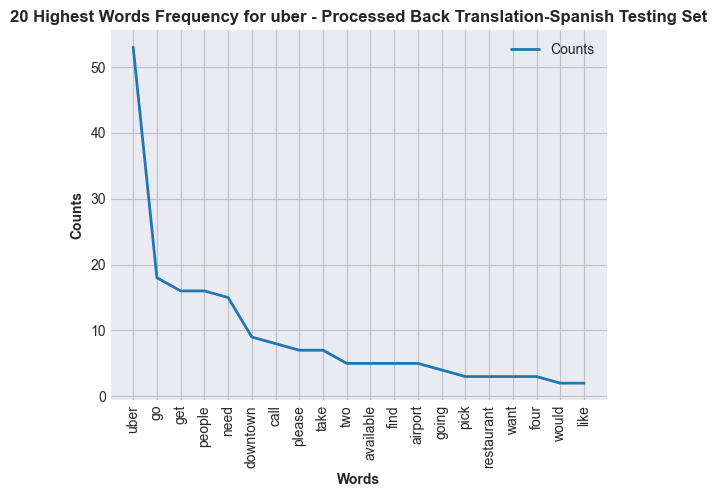 20 Highest Words Frequency for uber - Processed Back Translation-Spanish Testing Set
Counts
50
40
30
20
10
0
Counts
uber
go
get
people
need
downtown
call
please
take
two
available
find
airport
going
pick
restaurant
want
four
would
like
Words